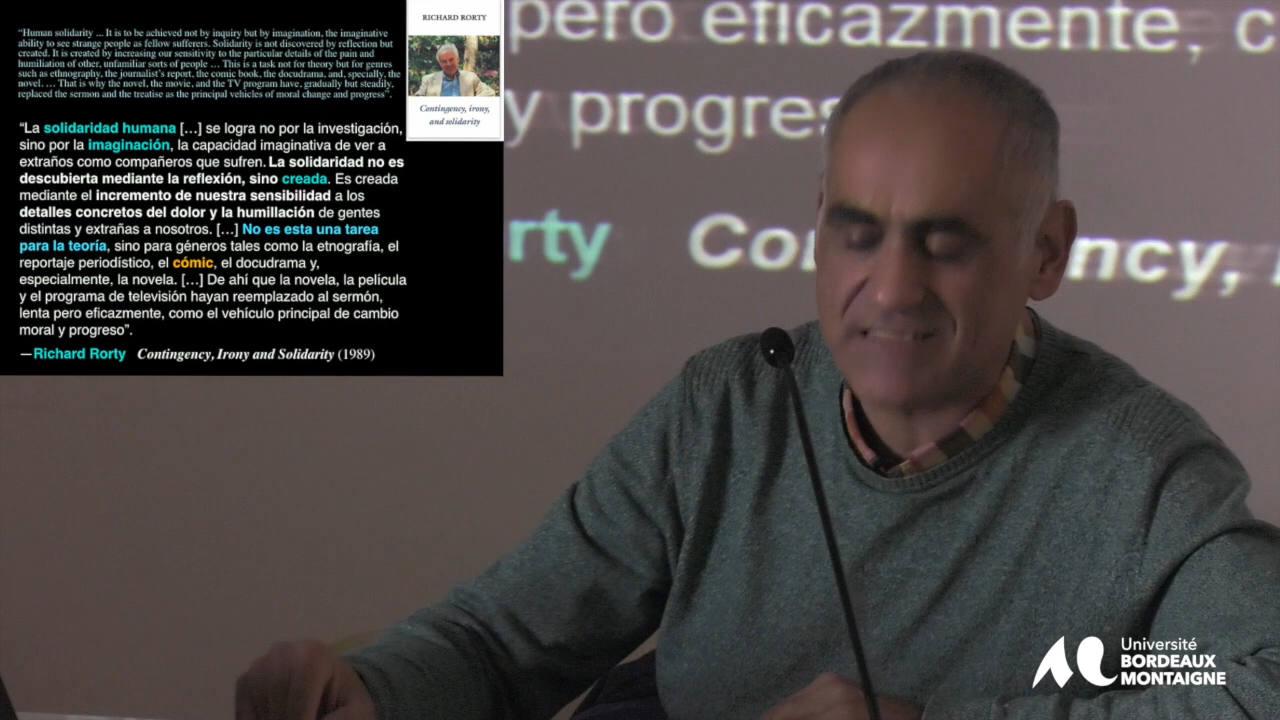 "Human solidarity ... It is to be achieved not by inquiry but by imagination, the imaginative
ability to see strange people as fellow sufferers. Solidarity is not discovered by reflection but
created. It is created by increasing our sensitivity to the particular details of the pain and
humiliation of other, unfamiliar sorts of people ... This is a task not for theory but for genres
such as ethnography, the journalist's report, the comic book, the docudrama, and, specially, the
novel, ... That is why the novel, the movie, and the TV program have, gradually but steadily,
replaced the sermon and the treatise as the principal vehicles of moral change and progress".
RICHARD RORTY
Contingency, irony,
and solidarity
"La solidaridad humana [...] se logra no por la investigación,
sino por la imaginación, la capacidad imaginativa de ver a
extraños como compañeros que sufren. La solidaridad no es
descubierta mediante la reflexión, sino creada. Es creada
mediante el incremento de nuestra sensibilidad a los
detalles concretos del dolor y la humillación de gentes
distintas y extrañas a nosotros. [...] No es esta una tarea
para la teoría, sino para géneros tales como la etnografía, el
reportaje periodístico, el cómic, el docudrama y,
especialmente, la novela. [...] De ahí que la novela, la película
y el programa de televisión hayan reemplazado al sermón,
lenta pero eficazmente, como el vehículo principal de cambio
moral y progreso".
—Richard Rorty Contingency, Irony and Solidarity (1989)
pero eficazmente, c
y progres
rty Con ncy,
Université
BORDEAUX
MONTAIGNE